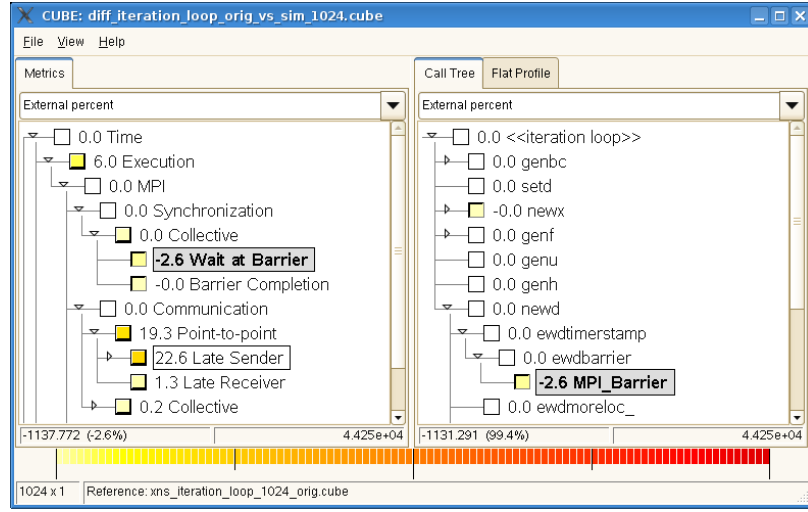 CUBE: diff_iteration_loop_orig_vs_sim_1024.cube
File View Help
Metrics
External percent
0.0 Time
6.0 Execution
0.0 MPI
0.0 Synchronization
0.0 Collective
-2.6 Wait at Barrier
-0.0 Barrier Completion
0.0 Communication
19.3 Point-to-point
22.6 Late Sender
1.3 Late Receiver
0.2 Collective
-1137.772 (-2.6%) 4.425e+04
Call Tree Flat Profile
External percent
0.0 <<iteration loop>>
0.0 genbc
0.0 setd
-0.0 newx
0.0 genf
0.0 genu
0.0 genh
0.0 newd
0.0 ewdtimerstamp
0.0 ewdbarrier
-2.6 MPI_Barrier
0.0 ewdmoreloc_
-1131.291 (99.4%) 4.425e+04
1024 x 1 Reference: xns_iteration_loop_1024_orig.cube